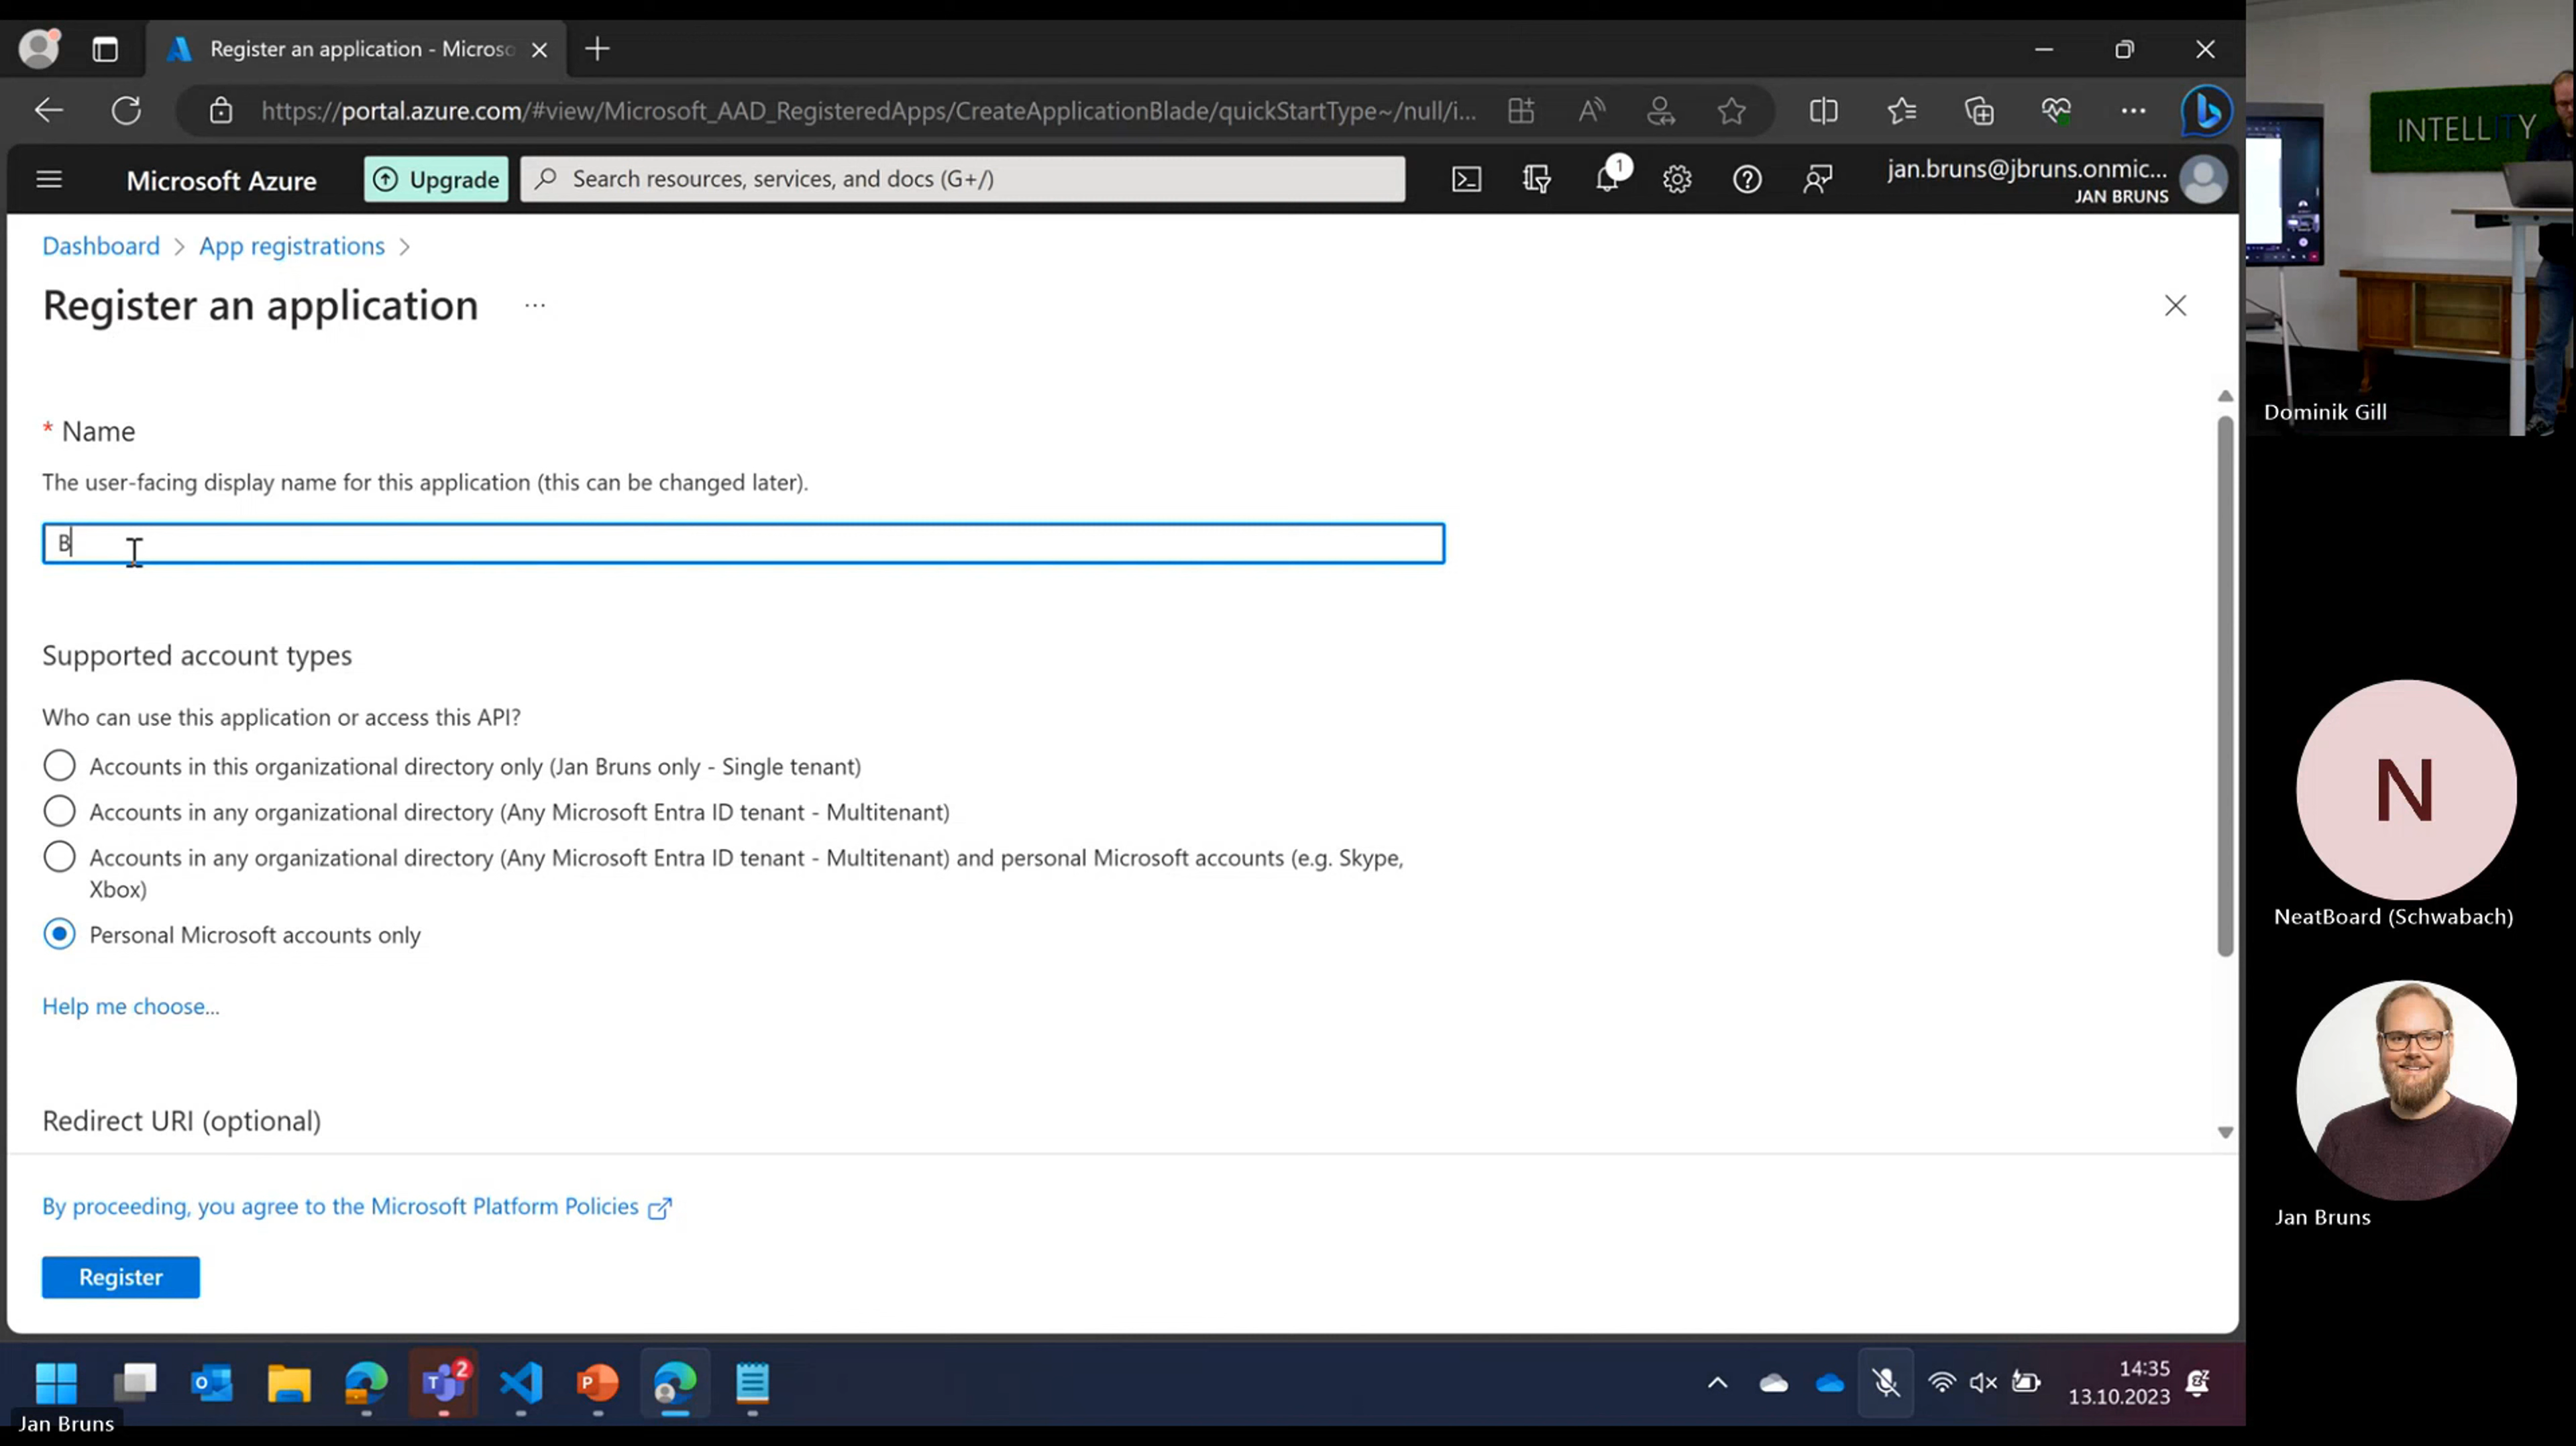 Register an application - Microso
https://portal.azure.com/#view/Microsoft_AAD_RegisteredApps/CreateApplicationBlade/quickStartType~/null/i...
Microsoft Azure
Upgrade
Search resources, services, and docs (G+/)
1
jan.bruns@jbruns.onmic...
JAN BRUNS
Dashboard > App registrations >
Register an application ...
* Name
The user-facing display name for this application (this can be changed later).
B
Supported account types
Who can use this application or access this API?
Accounts in this organizational directory only (Jan Bruns only - Single tenant)
Accounts in any organizational directory (Any Microsoft Entra ID tenant - Multitenant)
Accounts in any organizational directory (Any Microsoft Entra ID tenant - Multitenant) and personal Microsoft accounts (e.g. Skype,
Xbox)
Personal Microsoft accounts only
Help me choose...
Redirect URI (optional)
By proceeding, you agree to the Microsoft Platform Policies
Register
2
14:35
13.10.2023
Jan Bruns
INTELLITY
Dominik Gill
N
NeatBoard (Schwabach)
Jan Bruns